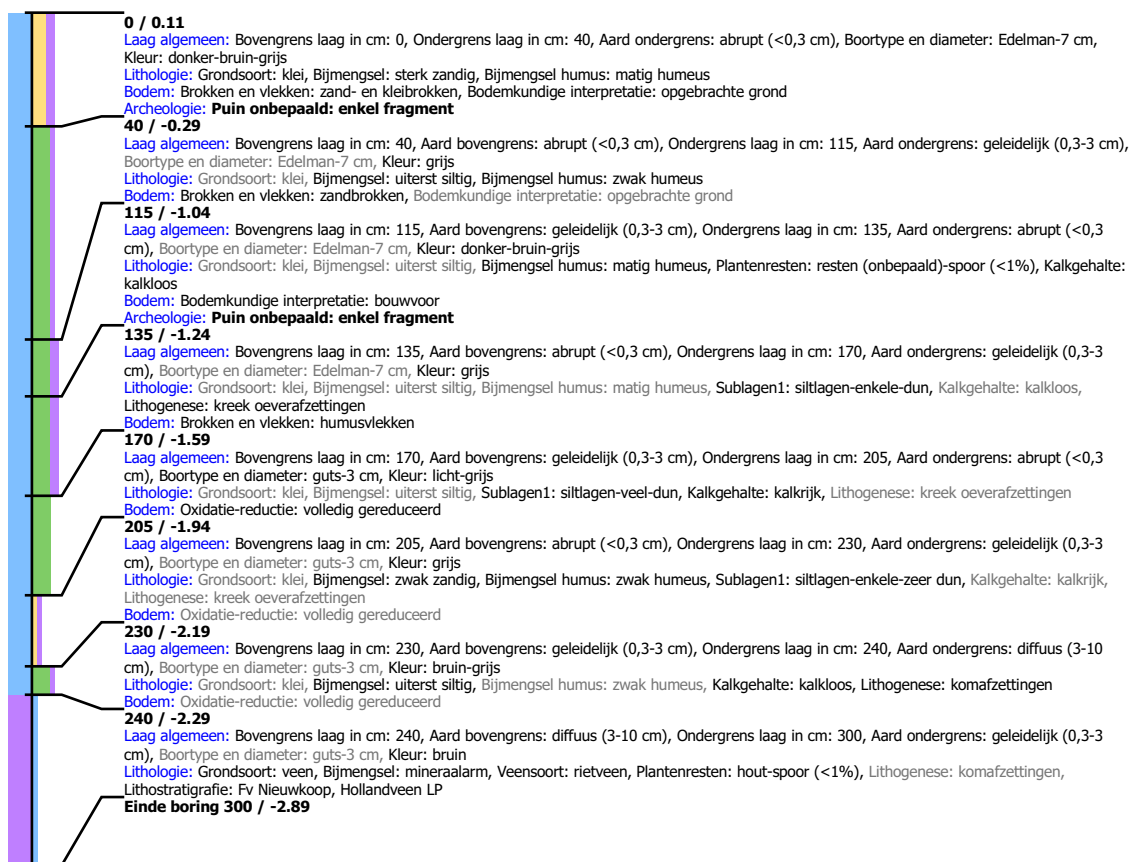 0 / 0.11
Laag algemeen: Bovengrens laag in cm: 0, Ondergrens laag in cm: 40, Aard ondergrens: abrupt (<0,3 cm), Boortype en diameter: Edelman-7 cm,
Kleur: donker-bruin-grijs
Lithologie: Grondsoort: klei, Bijmengsel: sterk zandig, Bijmengsel humus: matig humeus
Bodem: Brokken en vlekken: zand- en kleibrokken, Bodemkundige interpretatie: opgebrachte grond
Archeologie: Puin onbepaald: enkel fragment
40 / -0.29
Laag algemeen: Bovengrens laag in cm: 40, Aard bovengrens: abrupt (<0,3 cm), Ondergrens laag in cm: 115, Aard ondergrens: geleidelijk (0,3-3 cm),
Boortype en diameter: Edelman-7 cm, Kleur: grijs
Lithologie: Grondsoort: klei, Bijmengsel: uiterst siltig, Bijmengsel humus: zwak humeus
Bodem: Brokken en vlekken: zandbrokken, Bodemkundige interpretatie: opgebrachte grond
115 / -1.04
Laag algemeen: Bovengrens laag in cm: 115, Aard bovengrens: geleidelijk (0,3-3 cm), Ondergrens laag in cm: 135, Aard ondergrens: abrupt (<0,3
cm), Boortype en diameter: Edelman-7 cm, Kleur: donker-bruin-grijs
Lithologie: Grondsoort: klei, Bijmengsel: uiterst siltig, Bijmengsel humus: matig humeus, Plantenresten: resten (onbepaald)-spoor (<1%), Kalkgehalte:
kalkloos
Bodem: Bodemkundige interpretatie: bouwvoor
Archeologie: Puin onbepaald: enkel fragment
135 / -1.24
Laag algemeen: Bovengrens laag in cm: 135, Aard bovengrens: abrupt (<0,3 cm), Ondergrens laag in cm: 170, Aard ondergrens: geleidelijk (0,3-3
cm), Boortype en diameter: Edelman-7 cm, Kleur: grijs
Lithologie: Grondsoort: klei, Bijmengsel: uiterst siltig, Bijmengsel humus: matig humeus, Sublagen1: siltlagen-enkele-dun, Kalkgehalte: kalkloos,
Lithogenese: kreek oeverafzettingen
Bodem: Brokken en vlekken: humusvlekken
170 / -1.59
Laag algemeen: Bovengrens laag in cm: 170, Aard bovengrens: geleidelijk (0,3-3 cm), Ondergrens laag in cm: 205, Aard ondergrens: abrupt (<0,3
cm), Boortype en diameter: guts-3 cm, Kleur: licht-grijs
Lithologie: Grondsoort: klei, Bijmengsel: uiterst siltig, Sublagen1: siltlagen-veel-dun, Kalkgehalte: kalkrijk, Lithogenese: kreek oeverafzettingen
Bodem: Oxidatie-reductie: volledig gereduceerd
205 / -1.94
Laag algemeen: Bovengrens laag in cm: 205, Aard bovengrens: abrupt (<0,3 cm), Ondergrens laag in cm: 230, Aard ondergrens: geleidelijk (0,3-3
cm), Boortype en diameter: guts-3 cm, Kleur: grijs
Lithologie: Grondsoort: klei, Bijmengsel: zwak zandig, Bijmengsel humus: zwak humeus, Sublagen1: siltlagen-enkele-zeer dun, Kalkgehalte: kalkrijk,
Lithogenese: kreek oeverafzettingen
Bodem: Oxidatie-reductie: volledig gereduceerd
230 / -2.19
Laag algemeen: Bovengrens laag in cm: 230, Aard bovengrens: geleidelijk (0,3-3 cm), Ondergrens laag in cm: 240, Aard ondergrens: diffuus (3-10
cm), Boortype en diameter: guts-3 cm, Kleur: bruin-grijs
Lithologie: Grondsoort: klei, Bijmengsel: uiterst siltig, Bijmengsel humus: zwak humeus, Kalkgehalte: kalkloos, Lithogenese: komafzettingen
Bodem: Oxidatie-reductie: volledig gereduceerd
240 / -2.29
Laag algemeen: Bovengrens laag in cm: 240, Aard bovengrens: diffuus (3-10 cm), Ondergrens laag in cm: 300, Aard ondergrens: geleidelijk (0,3-3
cm), Boortype en diameter: guts-3 cm, Kleur: bruin
Lithologie: Grondsoort: veen, Bijmengsel: mineraalarm, Veensoort: rietveen, Plantenresten: hout-spoor (<1%), Lithogenese: komafzettingen,
Lithostratigrafie: Fv Nieuwkoop, Hollandveen LP
Einde boring 300 / -2.89